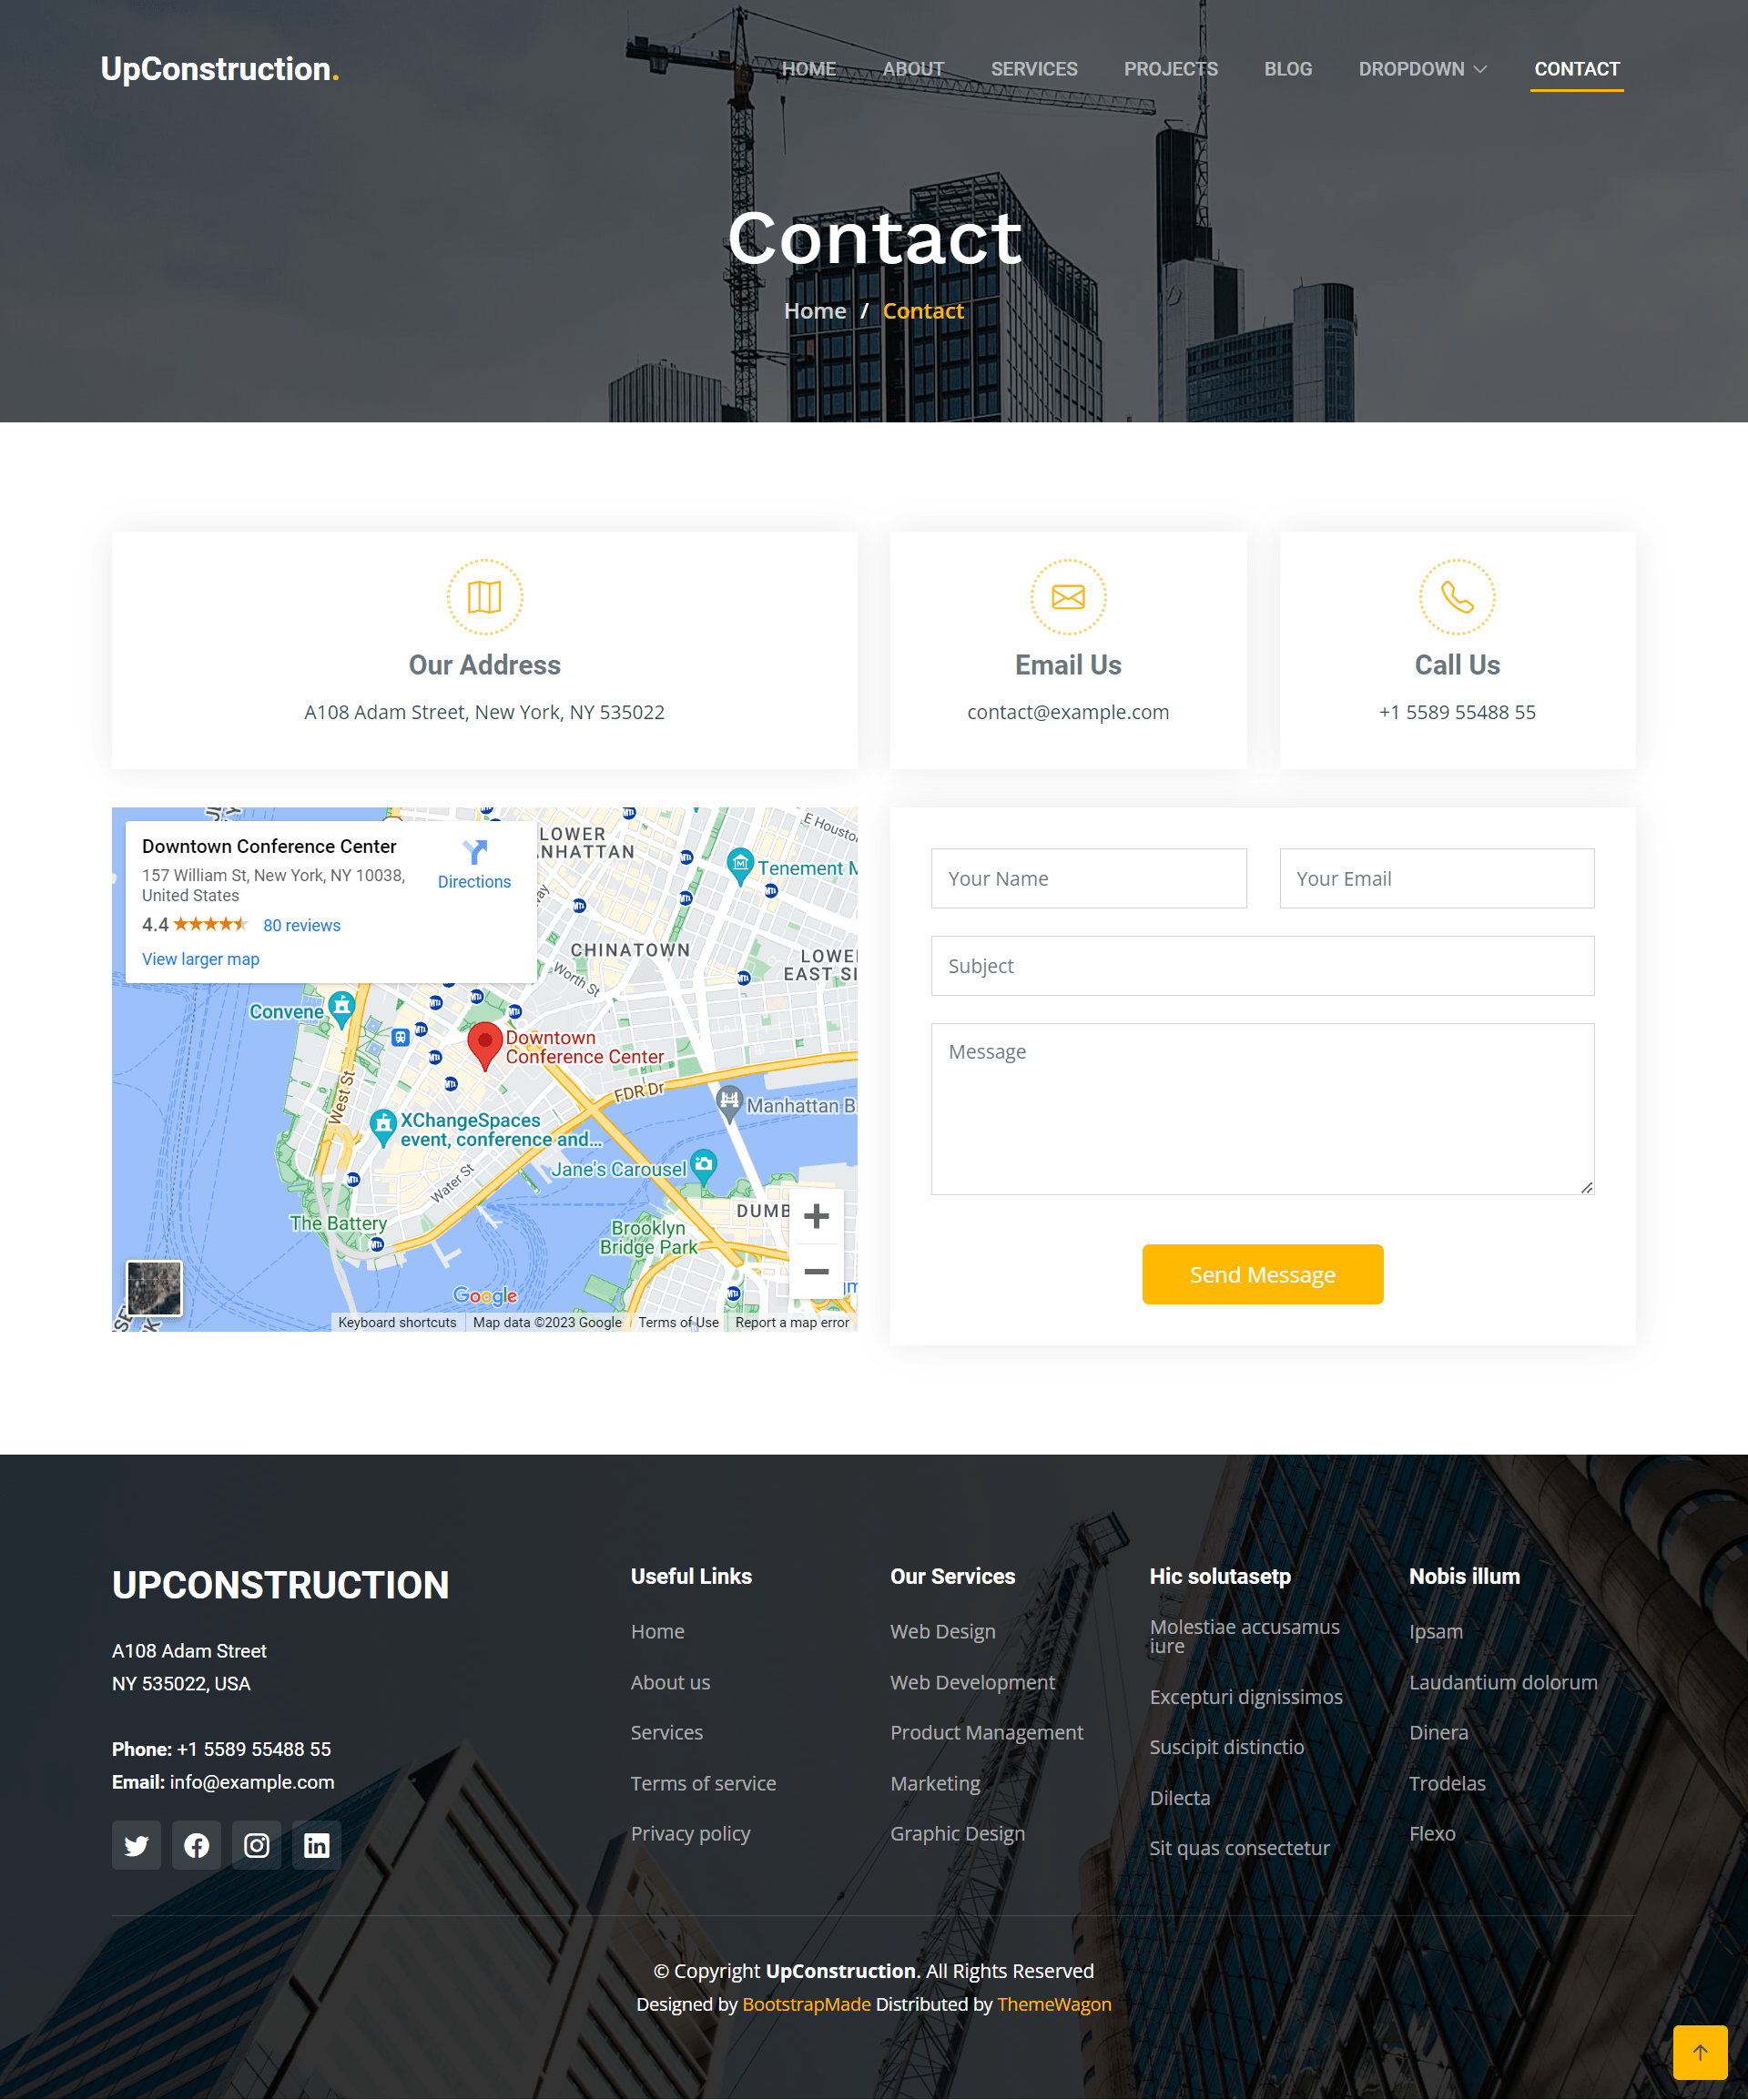 UpConstruction.
HOME ABOUT SERVICES PROJECTS BLOG DROPDOWN CONTACT
Contact
Home / Contact
Our Address
A108 Adam Street, New York, NY 535022
Email Us
contact@example.com
Call Us
+1 5589 55488 55
Downtown Conference Center
157 William St, New York, NY 10038,
United States
4.4 80 reviews
View larger map
Directions
LOWER
ANHATTAN
E Houston
Tenement M
CHINATOWN
LOWE
EAST SI
Worth St
Convene
Downtown
Conference Center
West St
FDR Dr
Manhattan B
XChangeSpaces
event, conference and...
Jane's Carousel
Water St
DUMB
The Battery
Brooklyn
Bridge Park
Google
Keyboard shortcuts Map data ©2023 Google Terms of Use Report a map error
Your Name
Your Email
Subject
Message
Send Message
UPCONSTRUCTION
A108 Adam Street
NY 535022, USA
Phone: +1 5589 55488 55
Email: info@example.com
Useful Links
Home
About us
Services
Terms of service
Privacy policy
Our Services
Web Design
Web Development
Product Management
Marketing
Graphic Design
Hic solutasetp
Molestiae accusamus
iure
Excepturi dignissimos
Suscipit distinctio
Dilecta
Sit quas consectetur
Nobis illum
Ipsam
Laudantium dolorum
Dinera
Trodelas
Flexo
© Copyright UpConstruction. All Rights Reserved
Designed by BootstrapMade Distributed by ThemeWagon